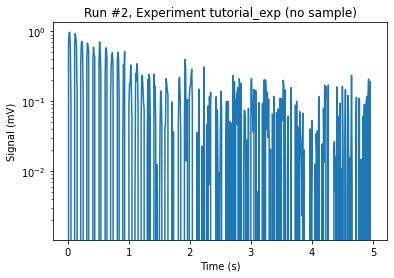 Run #2, Experiment tutorial_exp (no sample)
10⁰
10⁻¹
10⁻²
Signal (mV)
0 1 2 3 4 5
Time (s)